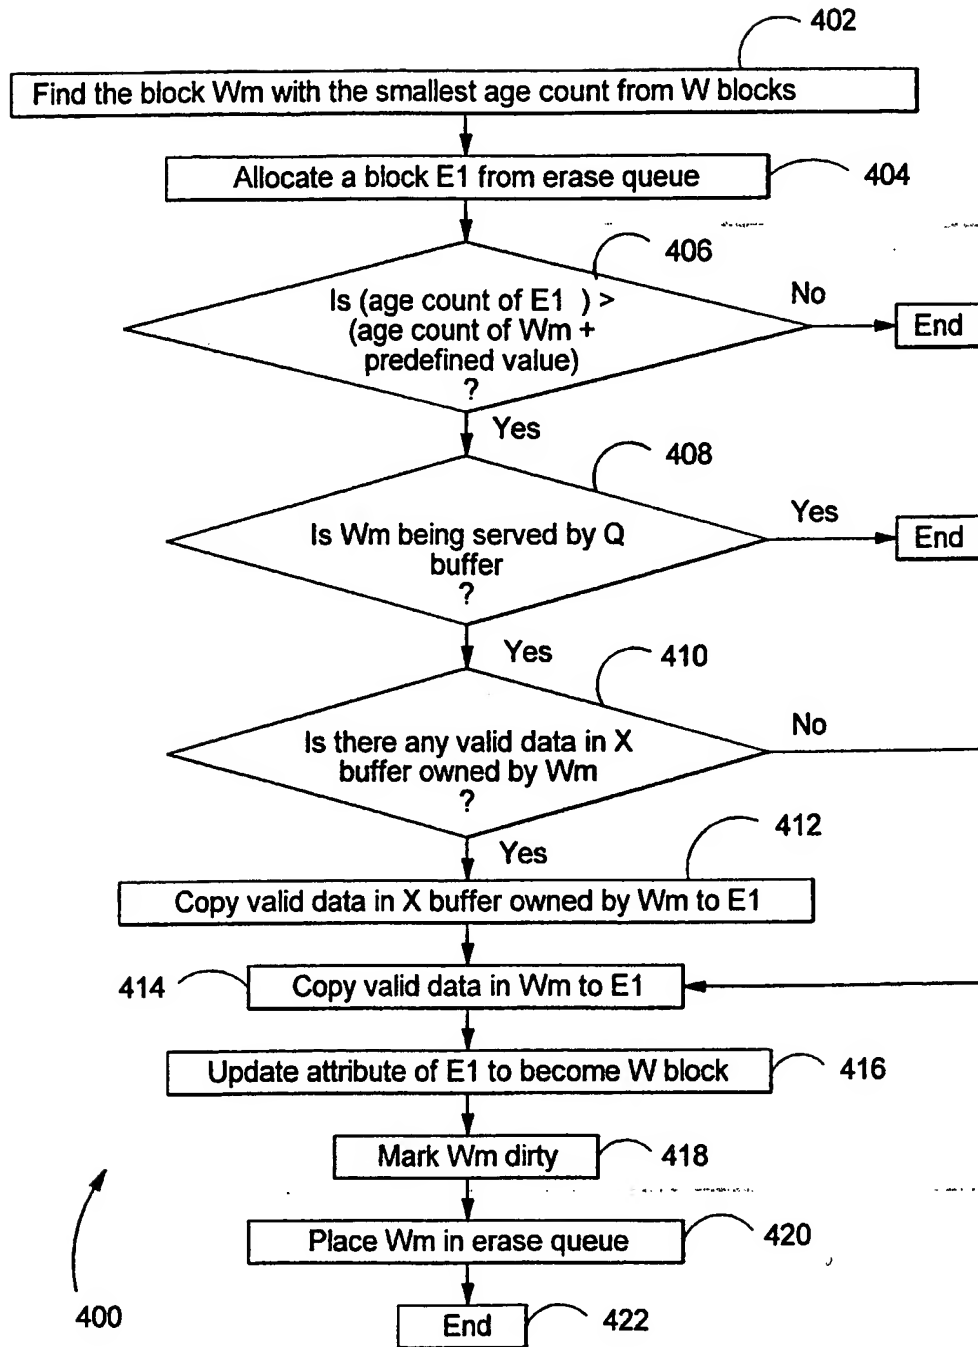 402
Find the block Wm with the smallest age count from W blocks
Allocate a block E1 from erase queue
404
406
Is (age count of E1 ) >
(age count of Wm +
predefined value)
?
No
End
Yes
408
Is Wm being served by Q
buffer
?
Yes
End
Yes
410
Is there any valid data in X
buffer owned by Wm
?
No
Yes
412
Copy valid data in X buffer owned by Wm to E1
414
Copy valid data in Wm to E1
Update attribute of E1 to become W block
416
Mark Wm dirty
418
Place Wm in erase queue
420
400
End
422